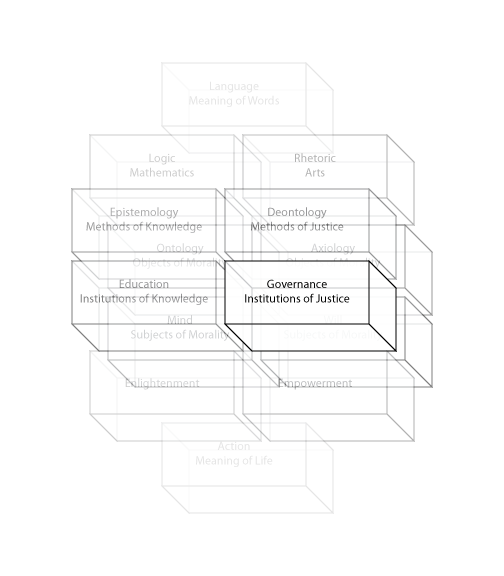 Language
Meaning of Words
Logic
Mathematics
Rhetoric
Arts
Epistemology
Methods of Knowledge
Deontology
Methods of Justice
Ontology
Objects of
Axiology
Education
Institutions of Knowledge
Governance
Institutions of Justice
Mind
Subjects of Morality
Enlightenment
Empowerment
Action
Meaning of Life